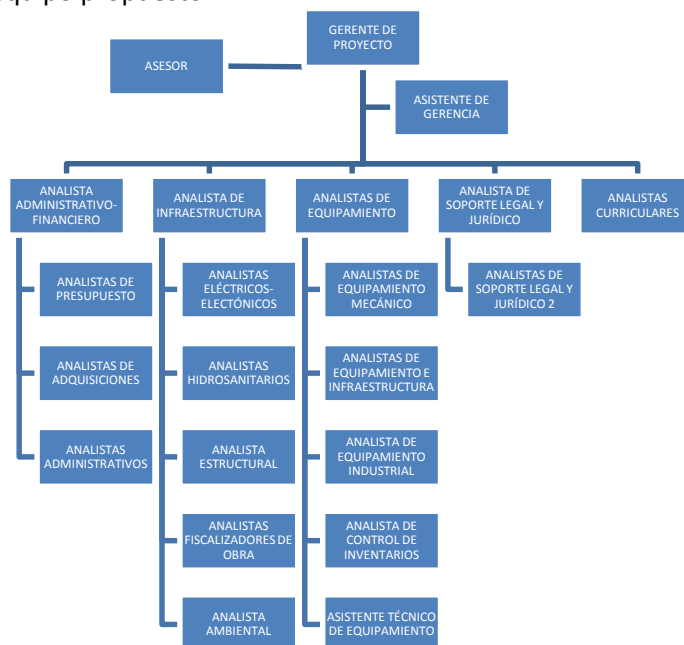 GERENTE DE
PROYECTO
ASESOR
ASISTENTE DE
GERENCIA
ANALISTA
ADMINISTRATIVO-
FINANCIERO
ANALISTA DE
INFRAESTRUCTURA
ANALISTAS DE
EQUIPAMIENTO
ANALISTA DE
SOPORTE LEGAL Y
JURÍDICO
ANALISTAS
CURRICULARES
ANALISTAS DE
PRESUPUESTO
ANALISTAS
ELÉCTRICOS-
ELECTÓNICOS
ANALISTAS DE
EQUIPAMIENTO
MECÁNICO
ANALISTAS DE
SOPORTE LEGAL Y
JURÍDICO 2
ANALISTAS DE
ADQUISICIONES
ANALISTAS
HIDROSANITARIOS
ANALISTAS DE
EQUIPAMIENTO E
INFRAESTRUCTURA
ANALISTAS
ADMINISTRATIVOS
ANALISTA
ESTRUCTURAL
ANALISTA DE
EQUIPAMIENTO
INDUSTRIAL
ANALISTAS
FISCALIZADORES DE
OBRA
ANALISTA DE
CONTROL DE
INVENTARIOS
ANALISTA
AMBIENTAL
ASISTENTE TÉCNICO
DE EQUIPAMIENTO